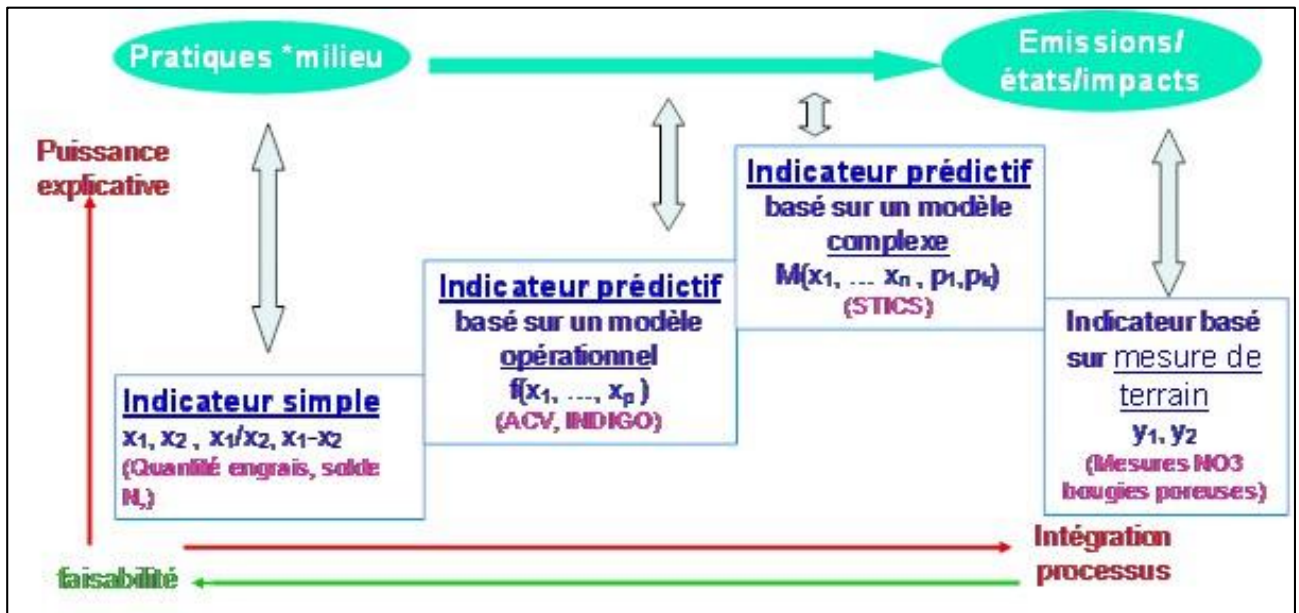 Pratiques *milieu
Emissions/
états/impacts
Puissance
explicative
Indicateur simple
x1, x2 , x1/x2, x1-x2
(Quantité engrais, solde
N,)
Indicateur prédictif
basé sur un modèle
opérationnel
f(x1, ..., xp )
(ACV, INDIGO)
Indicateur prédictif
basé sur un modèle
complexe
M(x1, ... xn , p1,pk)
(STICS)
Indicateur basé
sur mesure de
terrain
y1, y2
(Mesures NO3
bougies poreuses)
faisabilité
Intégration
processus